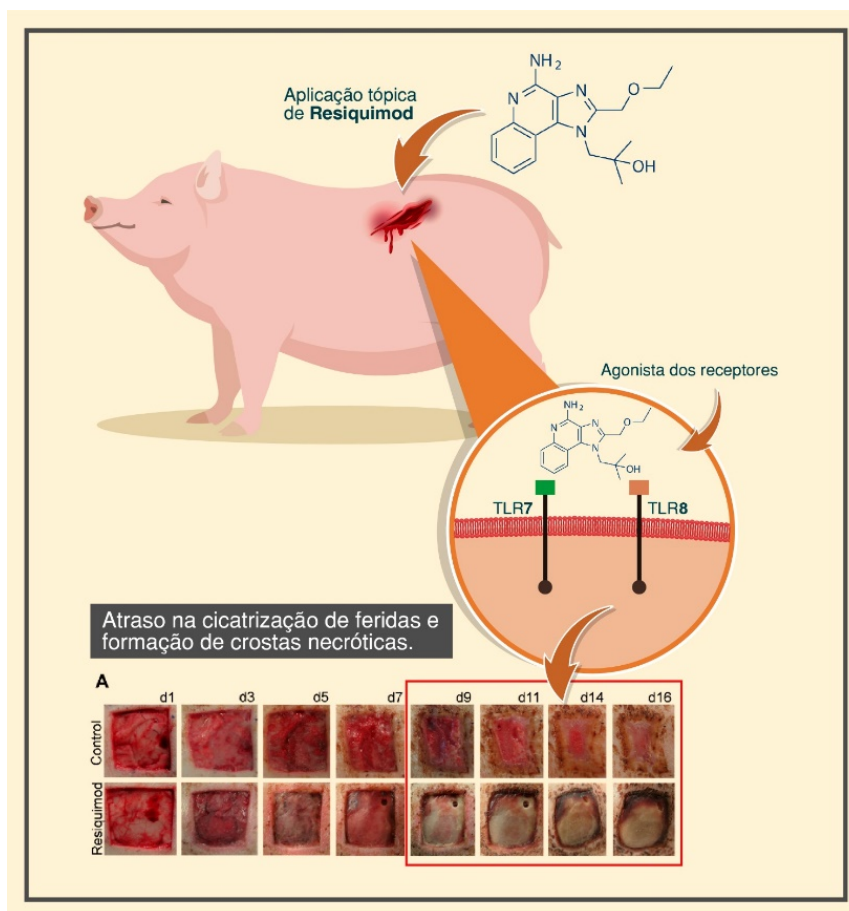 Aplicação tópica
de Resiquimod
NH₂
N
N
O
N
OH
Agonista dos receptores
NH₂
N
N
O
N
OH
TLR7
TLR8
Atraso na cicatrização de feridas e
formação de crostas necróticas.
A
d1 d3 d5 d7 d9 d11 d14 d16
Control
Resiquimod